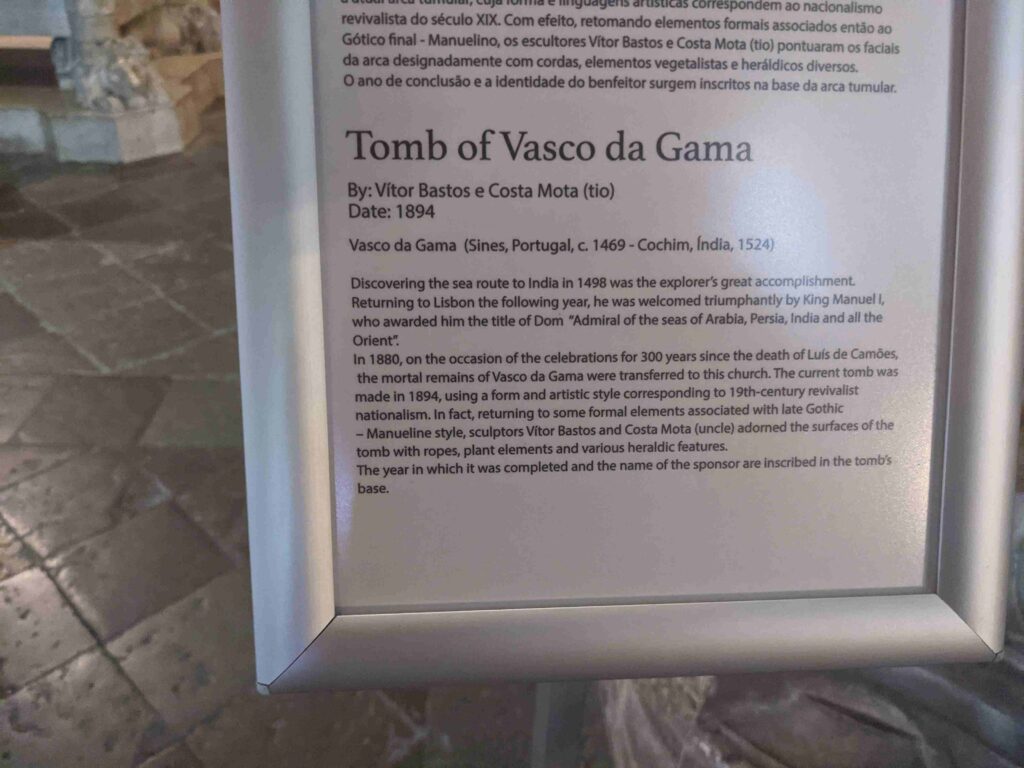 a atual arca tumular, cuja forma e linguagens artísticas correspondem ao nacionalismo
revivalista do século XIX. Com efeito, retomando elementos formais associados então ao
Gótico final - Manuelino, os escultores Vítor Bastos e Costa Mota (tio) pontuaram os faciais
da arca designadamente com cordas, elementos vegetalistas e heráldicos diversos.
O ano de conclusão e a identidade do benfeitor surgem inscritos na base da arca tumular.
Tomb of Vasco da Gama
By: Vítor Bastos e Costa Mota (tio)
Date: 1894
Vasco da Gama (Sines, Portugal, c. 1469 - Cochim, Índia, 1524)
Discovering the sea route to India in 1498 was the explorer's great accomplishment.
Returning to Lisbon the following year, he was welcomed triumphantly by King Manuel I,
who awarded him the title of Dom "Admiral of the seas of Arabia, Persia, India and all the
Orient".
In 1880, on the occasion of the celebrations for 300 years since the death of Luís de Camões,
the mortal remains of Vasco da Gama were transferred to this church. The current tomb was
made in 1894, using a form and artistic style corresponding to 19th-century revivalist
nationalism. In fact, returning to some formal elements associated with late Gothic
– Manueline style, sculptors Vítor Bastos and Costa Mota (uncle) adorned the surfaces of the
tomb with ropes, plant elements and various heraldic features.
The year in which it was completed and the name of the sponsor are inscribed in the tomb's
base.